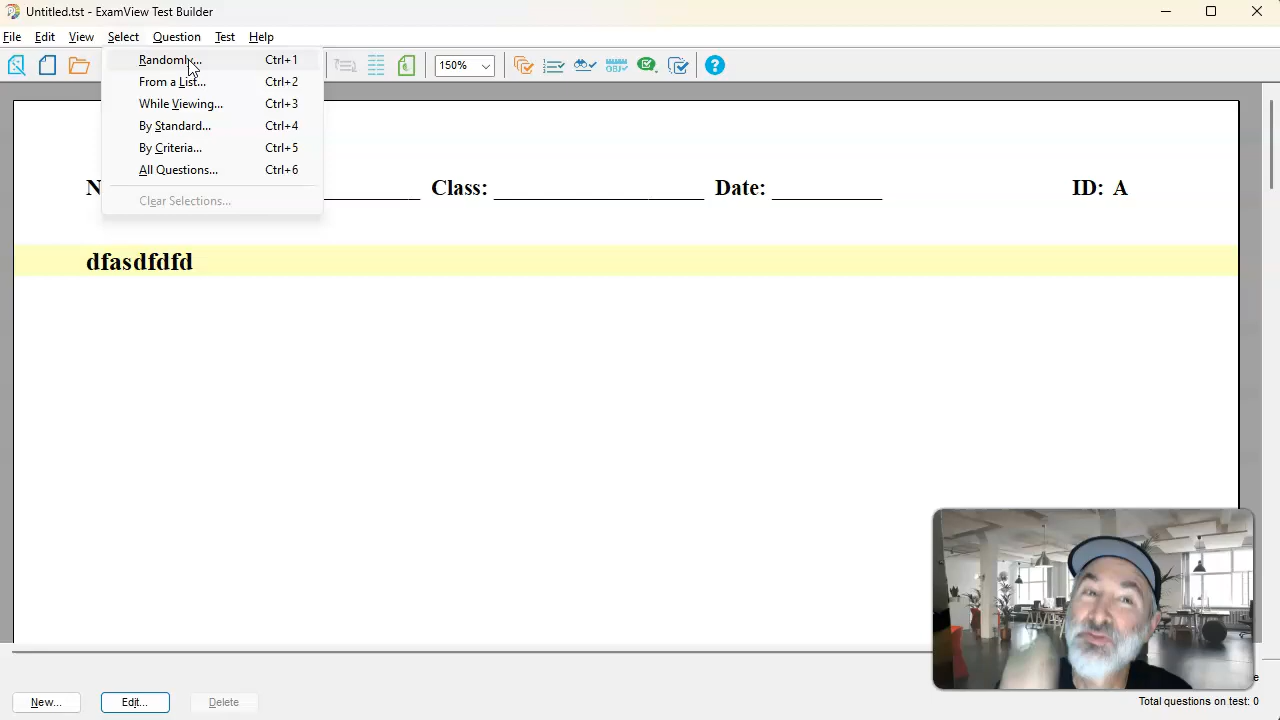 Untitled.tst - ExamView Test Builder
File Edit View Select Question Test Help
Randomly... Ctrl+1
From a List... Ctrl+2
While Viewing... Ctrl+3
By Standard... Ctrl+4
By Criteria... Ctrl+5
All Questions... Ctrl+6
Clear Selections...
150%
OBJ
N Class: Date: ID: A
dfasdfdfd
New... Edit... Delete
e
Total questions on test: 0